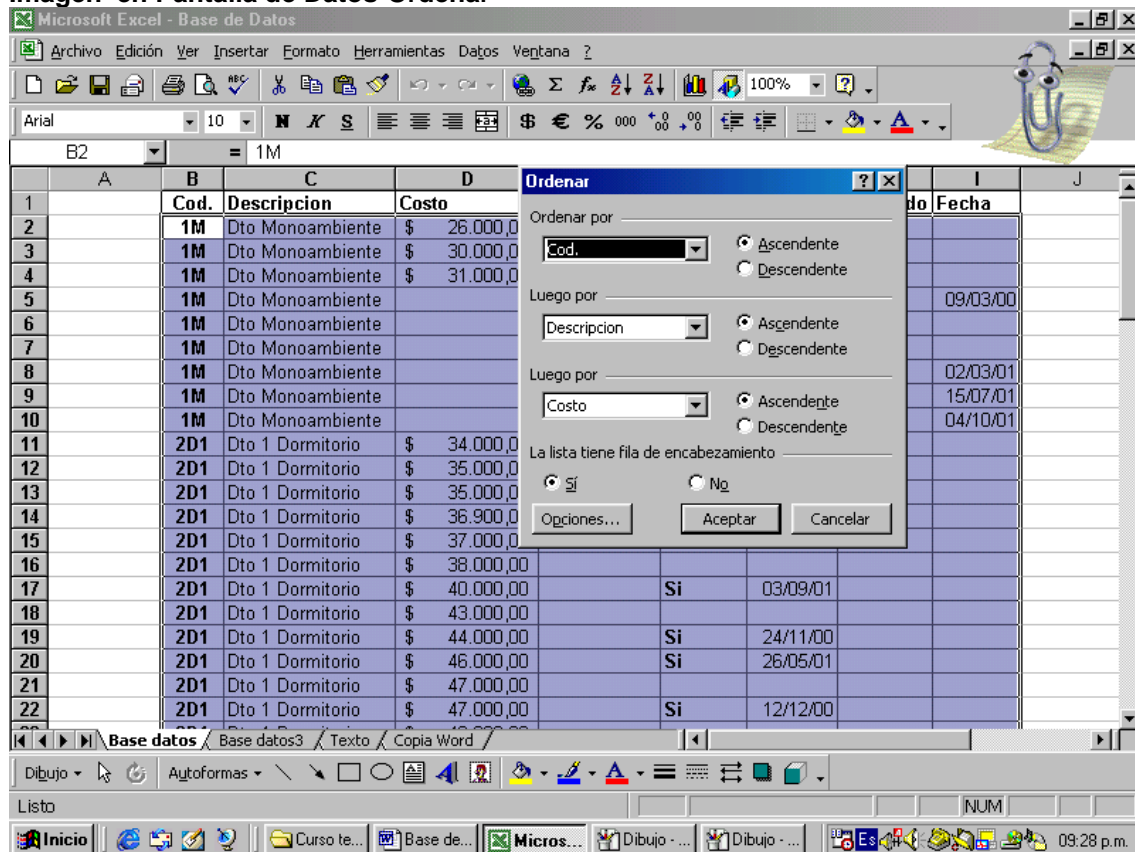 Imagen en Pantalla de Datos Ordenar
Microsoft Excel - Base de Datos
Archivo Edición Ver Insertar Formato Herramientas Datos Ventana ?
100%
Arial 10 N K S $ € % 000
B2 = 1M
A B C D I J
1 Cod. Descripcion Costo do Fecha
2 1M Dto Monoambiente $ 26.000,0
3 1M Dto Monoambiente $ 30.000,0
4 1M Dto Monoambiente $ 31.000,0
5 1M Dto Monoambiente 09/03/00
6 1M Dto Monoambiente
7 1M Dto Monoambiente
8 1M Dto Monoambiente 02/03/01
9 1M Dto Monoambiente 15/07/01
10 1M Dto Monoambiente 04/10/01
11 2D1 Dto 1 Dormitorio $ 34.000,0
12 2D1 Dto 1 Dormitorio $ 35.000,0
13 2D1 Dto 1 Dormitorio $ 35.000,0
14 2D1 Dto 1 Dormitorio $ 36.900,0
15 2D1 Dto 1 Dormitorio $ 37.000,0
16 2D1 Dto 1 Dormitorio $ 38.000,00
17 2D1 Dto 1 Dormitorio $ 40.000,00 Si 03/09/01
18 2D1 Dto 1 Dormitorio $ 43.000,00
19 2D1 Dto 1 Dormitorio $ 44.000,00 Si 24/11/00
20 2D1 Dto 1 Dormitorio $ 46.000,00 Si 26/05/01
21 2D1 Dto 1 Dormitorio $ 47.000,00
22 2D1 Dto 1 Dormitorio $ 47.000,00 Si 12/12/00
Ordenar
Ordenar por
Cod.
Ascendente
Descendente
Luego por
Descripcion
Ascendente
Descendente
Luego por
Costo
Ascendente
Descendente
La lista tiene fila de encabezamiento
Sí No
Opciones... Aceptar Cancelar
Base datos Base datos3 Texto Copia Word
Dibujo Autoformas
Listo NUM
Inicio Curso te... Base de... Micros... Dibujo - ... Dibujo - ... Es 09:28 p.m.